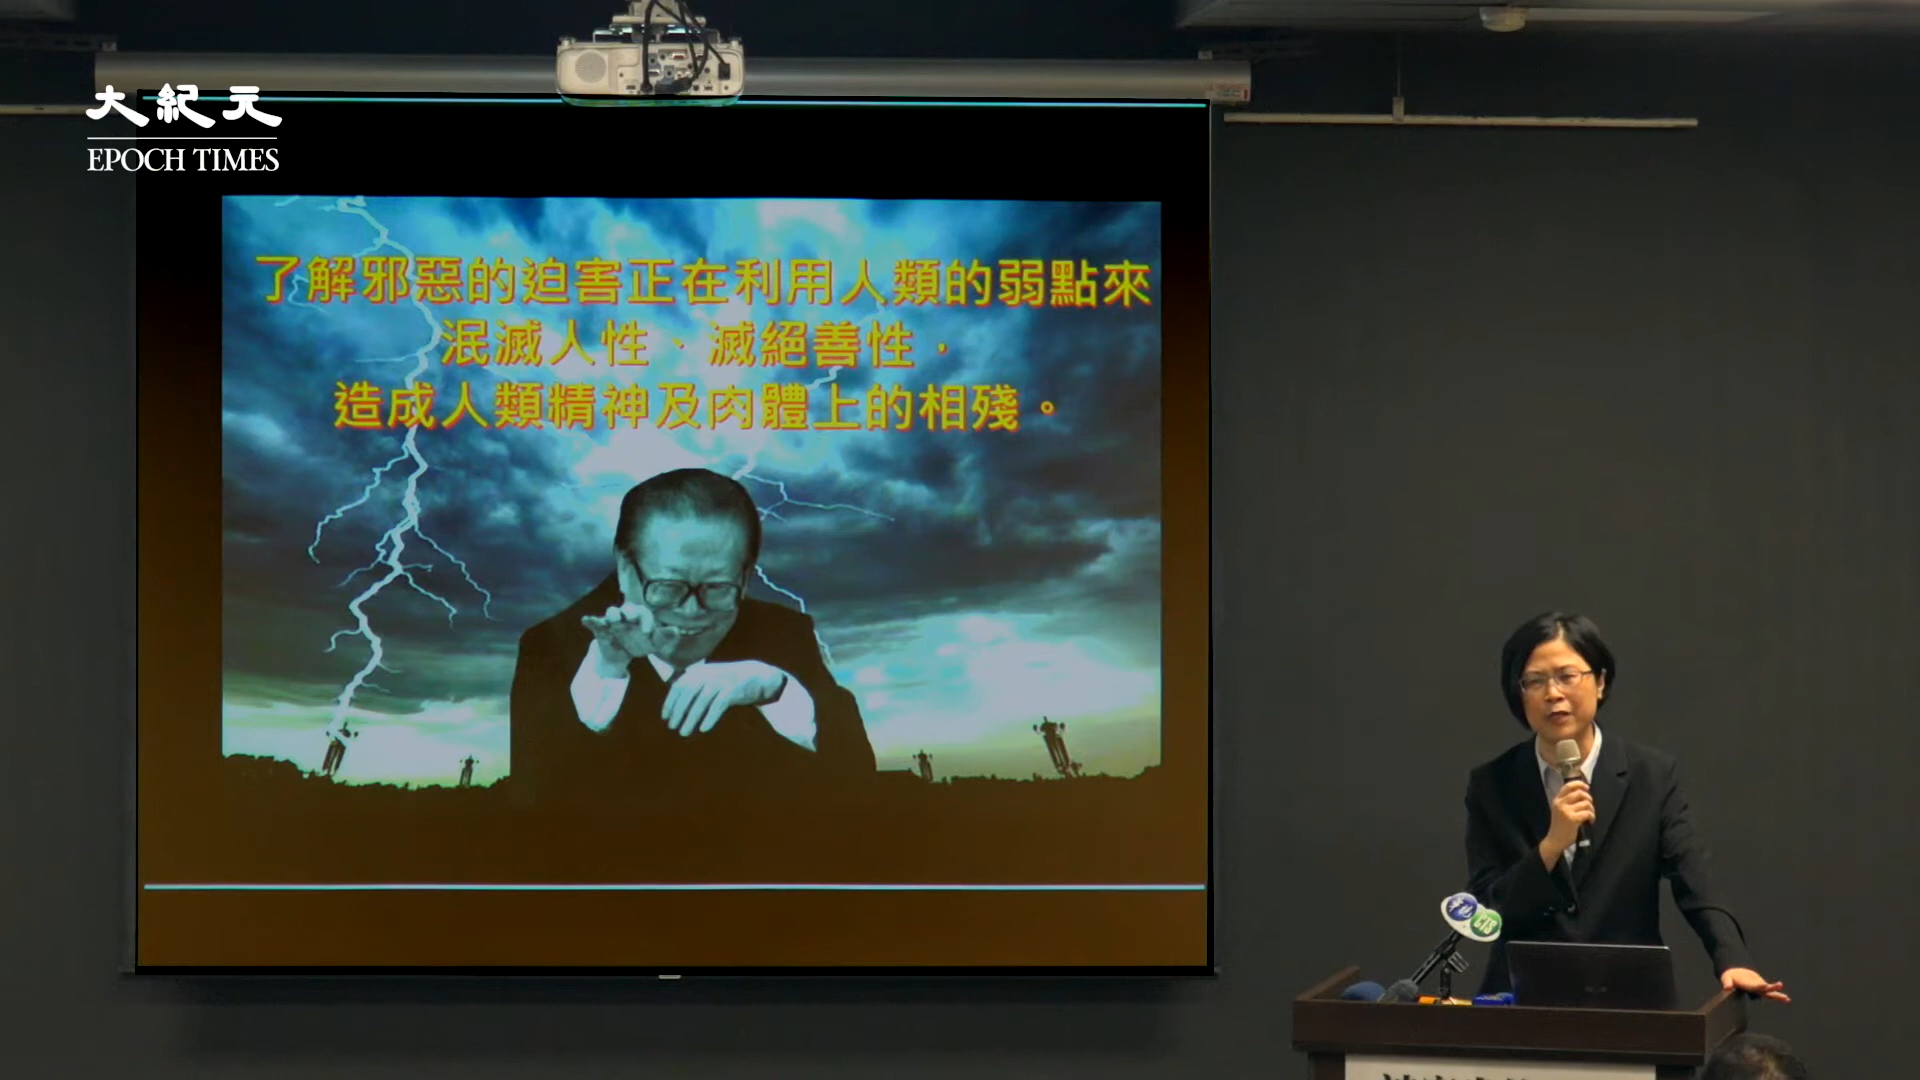 大紀元
EPOCH TIMES
了解邪惡的迫害正在利用人類的弱點來
泯滅人性、滅絕善性，
造成人類精神及肉體上的相殘。
CTS